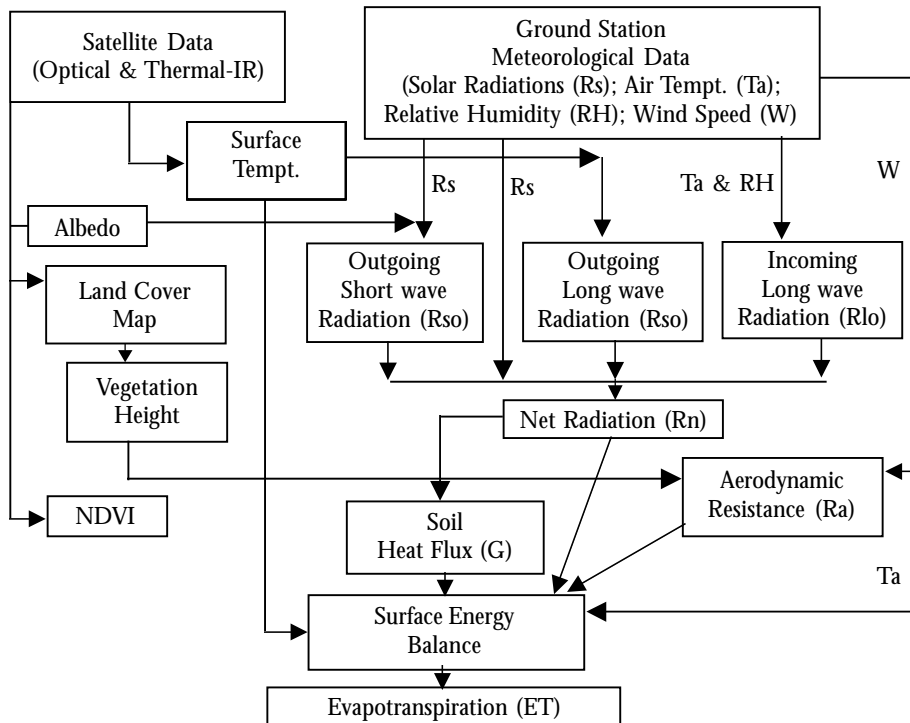 Satellite Data
(Optical & Thermal-IR)
Ground Station
Meteorological Data
(Solar Radiations (Rs); Air Tempt. (Ta);
Relative Humidity (RH); Wind Speed (W)
Surface
Tempt.
Rs
Rs
Ta & RH
W
Albedo
Outgoing
Short wave
Radiation (Rso)
Outgoing
Long wave
Radiation (Rso)
Incoming
Long wave
Radiation (Rlo)
Land Cover
Map
Vegetation
Height
Net Radiation (Rn)
Aerodynamic
Resistance (Ra)
NDVI
Soil
Heat Flux (G)
Ta
Surface Energy
Balance
Evapotranspiration (ET)